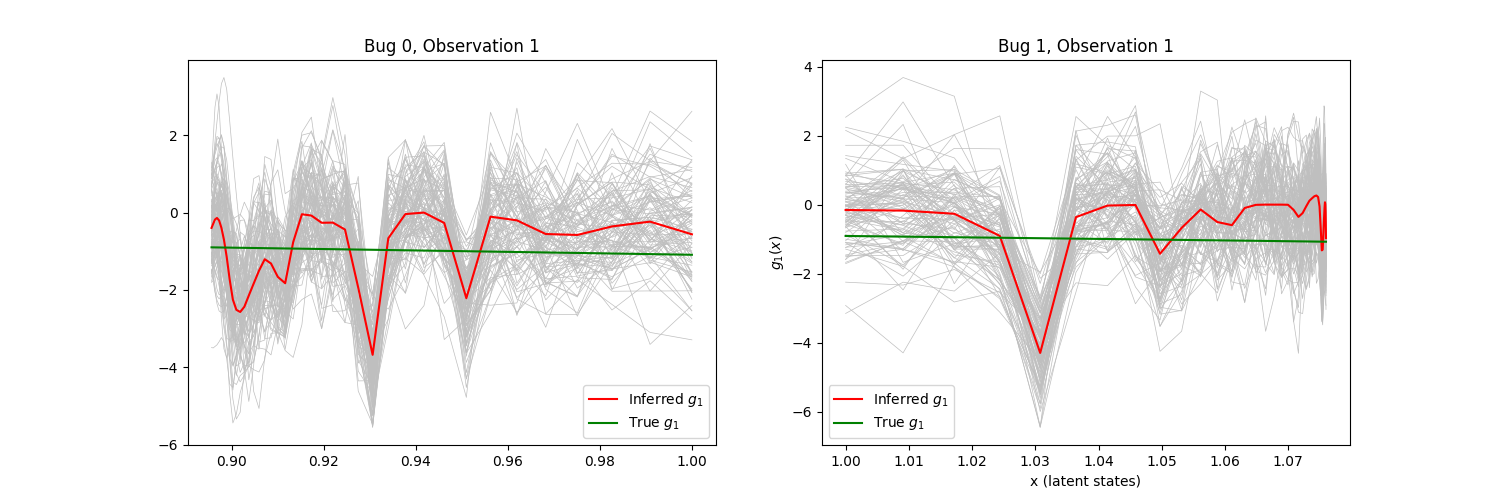 Bug 0, Observation 1
2
0
−2
−4
−6
0.90 0.92 0.94 0.96 0.98 1.00
Inferred g₁
True g₁
Bug 1, Observation 1
g₁(x)
4
2
0
−2
−4
−6
1.00 1.01 1.02 1.03 1.04 1.05 1.06 1.07
x (latent states)
Inferred g₁
True g₁